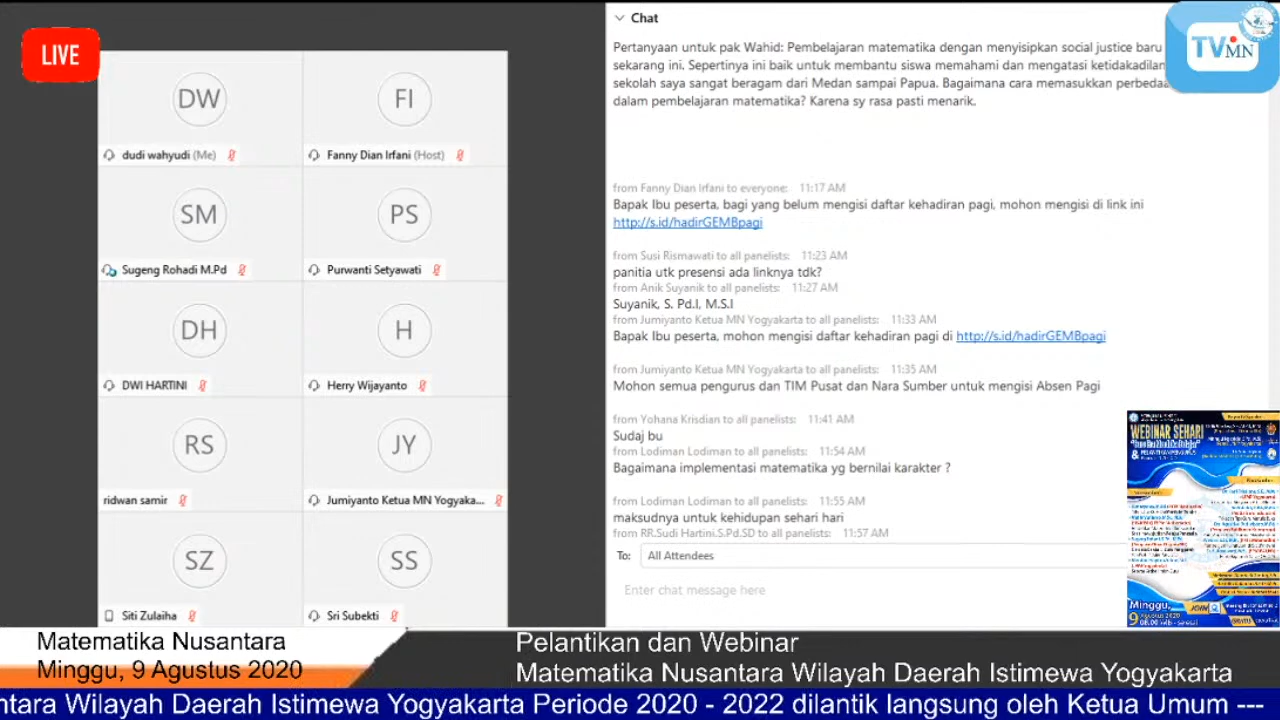 LIVE
DW
dudi wahyudi (Me)
FI
Fanny Dian Irfani (Host)
SM
Sugeng Rohadi M.Pd
PS
Purwanti Setyawati
DH
DWI HARTINI
H
Herry Wijayanto
RS
ridwan samir
JY
Jumiyanto Ketua MN Yogyaka...
SZ
Siti Zulaiha
SS
Sri Subekti
Chat
Pertanyaan untuk pak Wahid: Pembelajaran matematika dengan menyisipkan social justice baru
sekarang ini. Sepertinya ini baik untuk membantu siswa memahami dan mengatasi ketidakadilan
sekolah saya sangat beragam dari Medan sampai Papua. Bagaimana cara memasukkan
dalam pembelajaran matematika? Karena sy rasa pasti menarik.
from Fanny Dian Irfani to everyone: 11:17 AM
Bapak Ibu peserta, bagi yang belum mengisi daftar kehadiran pagi, mohon mengisi di link ini
http://s.id/hadirGEMBpagi
from Susi Rismawati to all panelists: 11:23 AM
panitia utk presensi ada linknya tdk?
from Anik Suyanik to all panelists: 11:27 AM
Suyanik, S. Pd.I, M.S.I
from Jumiyanto Ketua MN Yogyakarta to all panelists: 11:33 AM
Bapak Ibu peserta, mohon mengisi daftar kehadiran pagi di http://s.id/hadirGEMBpagi
from Jumiyanto Ketua MN Yogyakarta to all panelists: 11:35 AM
Mohon semua pengurus dan TIM Pusat dan Nara Sumber untuk mengisi Absen Pagi
from Yohana Krisdian to all panelists: 11:41 AM
Sudaj bu
from Lodiman Lodiman to all panelists: 11:54 AM
Bagaimana implementasi matematika yg bernilai karakter ?
from Lodiman Lodiman to all panelists: 11:55 AM
maksudnya untuk kehidupan sehari hari
from RR.Sudi Hartini.S.Pd.SD to all panelists: 11:57 AM
To: All Attendees
Enter chat message here
TVMN
WEBINAR SEHARI
Minggu,
9 Agustus 2020
JOIN
Matematika Nusantara
Minggu, 9 Agustus 2020
Pelantikan dan Webinar
Matematika Nusantara Wilayah Daerah Istimewa Yogyakarta
ntara Wilayah Daerah Istimewa Yogyakarta Periode 2020 - 2022 dilantik langsung oleh Ketua Umum ---